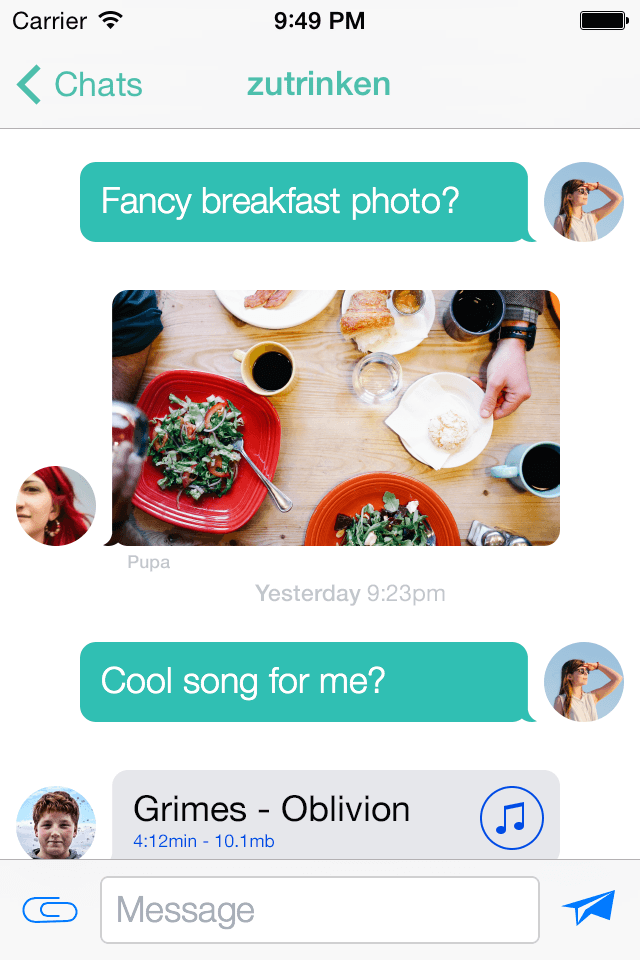 Carrier 9:49 PM
Chats zutrinken
Fancy breakfast photo?
Pupa
Yesterday 9:23pm
Cool song for me?
Grimes - Oblivion
4:12min - 10.1mb
Message